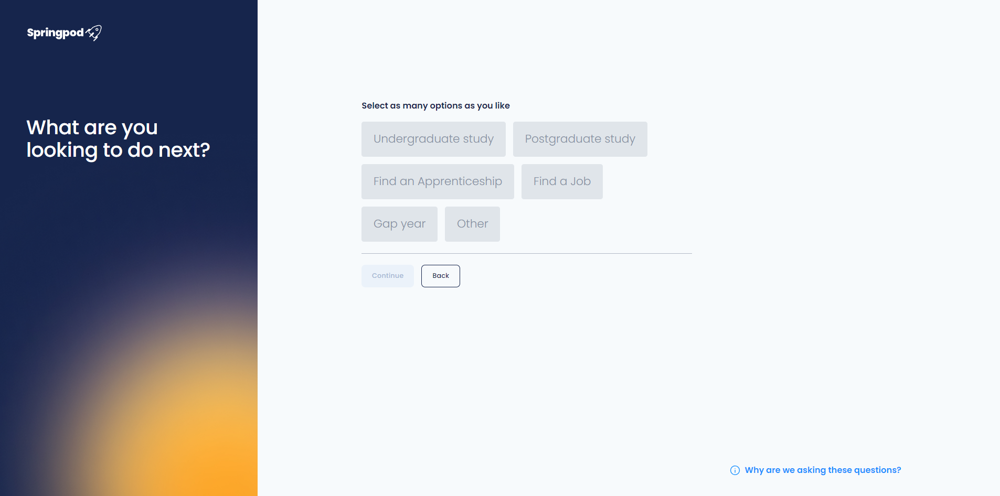 Springpod
What are you
looking to do next?
Select as many options as you like
Undergraduate study
Postgraduate study
Find an Apprenticeship
Find a Job
Gap year
Other
Continue
Back
Why are we asking these questions?